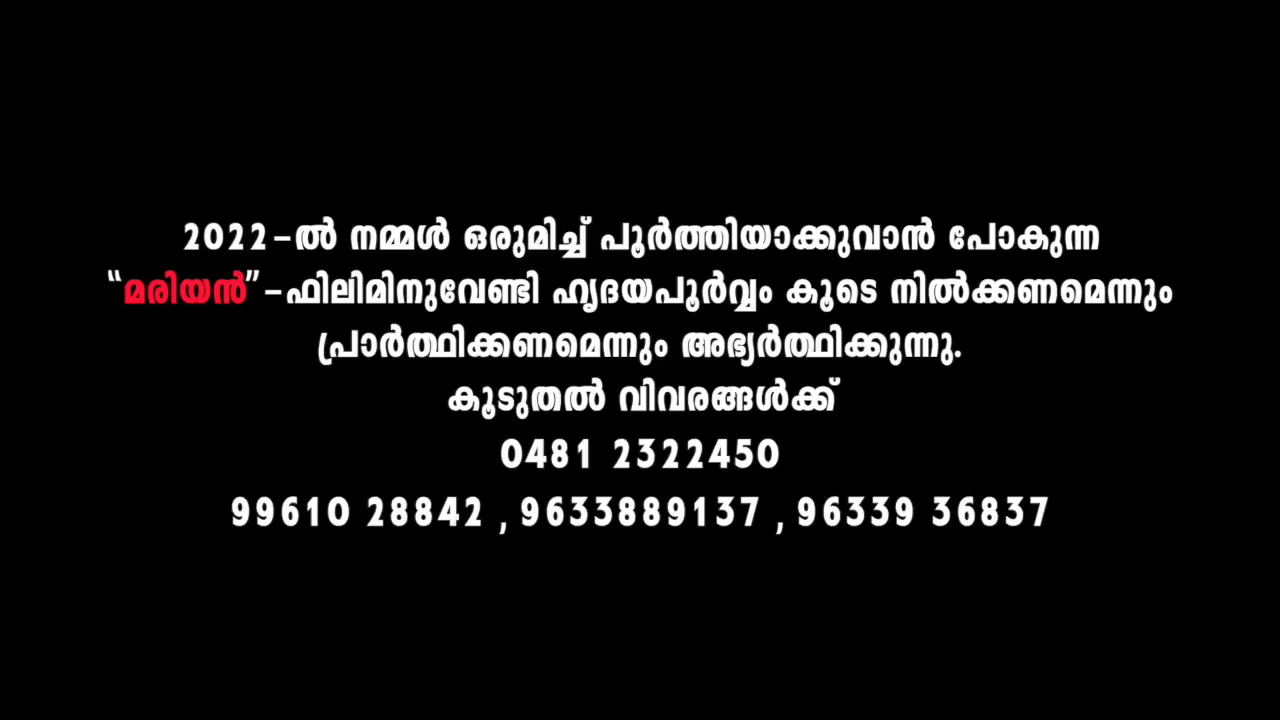 2022-ൽ നമ്മൾ ഒരുമിച്ച് പൂർത്തിയാക്കുവാൻ പോകുന്ന
“മരിയൻ”-ഫിലിമിനുവേണ്ടി ഹൃദയപൂർവ്വം കൂടെ നിൽക്കണമെന്നും
പ്രാർത്ഥിക്കണമെന്നും അഭ്യർത്ഥിക്കുന്നു.
കൂടുതൽ വിവരങ്ങൾക്ക്
0481 2322450
99610 28842 , 9633889137 , 96339 36837